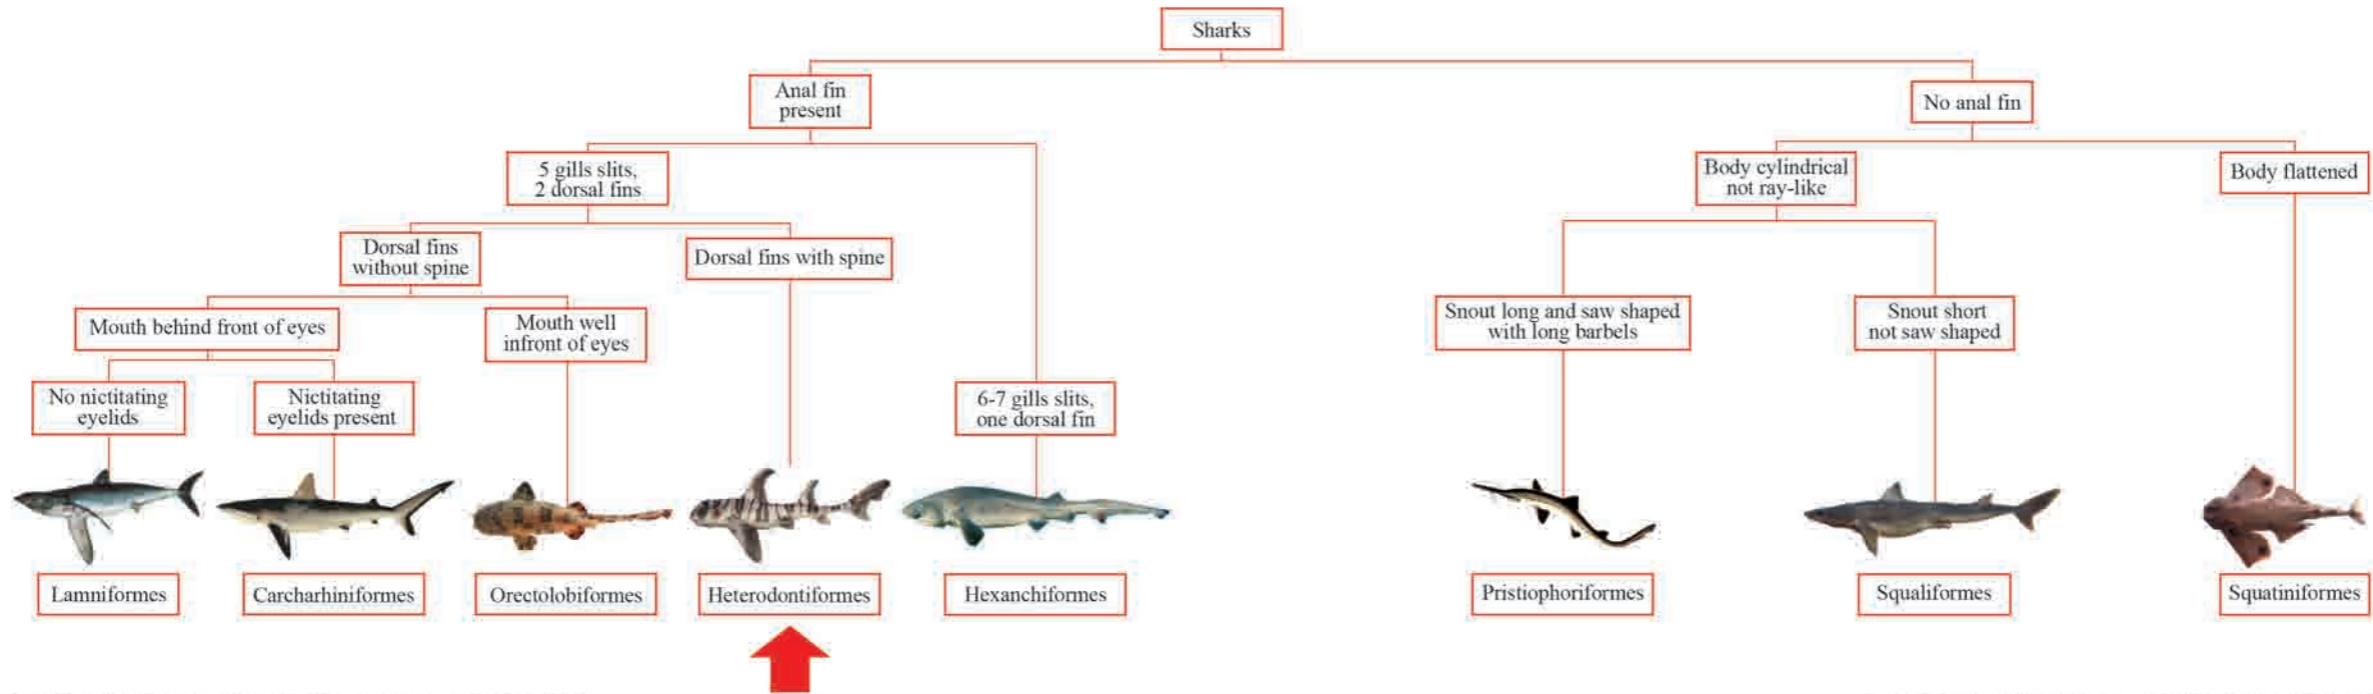 Sharks
Anal fin
present
No anal fin
5 gills slits,
2 dorsal fins
Body cylindrical
not ray-like
Body flattened
Dorsal fins
without spine
Dorsal fins with spine
Mouth behind front of eyes
Mouth well
infront of eyes
Snout long and saw shaped
with long barbels
Snout short
not saw shaped
No nictitating
eyelids
Nictitating
eyelids present
6-7 gills slits,
one dorsal fin
Lamniformes
Carcharhiniformes
Orectolobiformes
Heterodontiformes
Hexanchiformes
Pristiophoriformes
Squaliformes
Squatiniformes